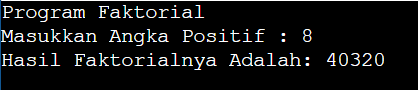 Program Faktorial
Masukkan Angka Positif : 8
Hasil Faktorialnya Adalah: 40320